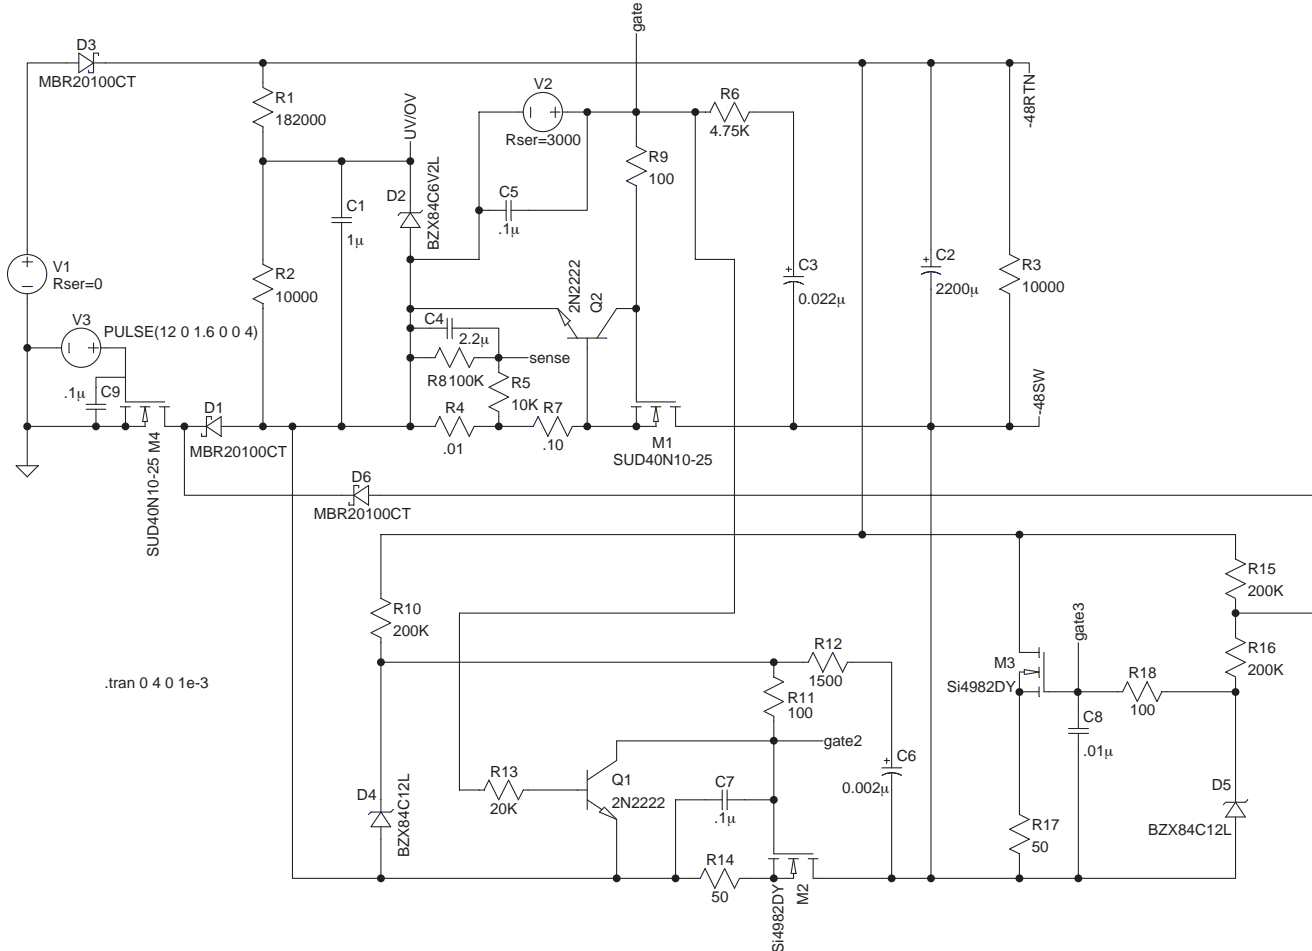 gate
D3
MBR20100CT
R1
182000
UV/OV
V2
Rser=3000
R6
4.75K
-48RTN
R9
100
D2
BZX84C6V2L
C5
.1µ
C1
1µ
V1
Rser=0
R2
10000
C3
0.022µ
C2
2200µ
R3
10000
V3
PULSE(12 0 1.6 0 0 4)
2N2222
Q2
C4
2.2µ
sense
R8
100K
R5
10K
.1µ
C9
D1
MBR20100CT
R4
.01
R7
.10
M1
SUD40N10-25
-48SW
SUD40N10-25
M4
D6
MBR20100CT
R15
200K
R10
200K
gate3
R12
1500
M3
Si4982DY
R18
100
R16
200K
.tran 0 4 0 1e-3
R11
100
C8
.01µ
gate2
C6
0.002µ
R13
20K
Q1
2N2222
C7
.1µ
D4
BZX84C12L
D5
BZX84C12L
R17
50
R14
50
Si4982DY
M2